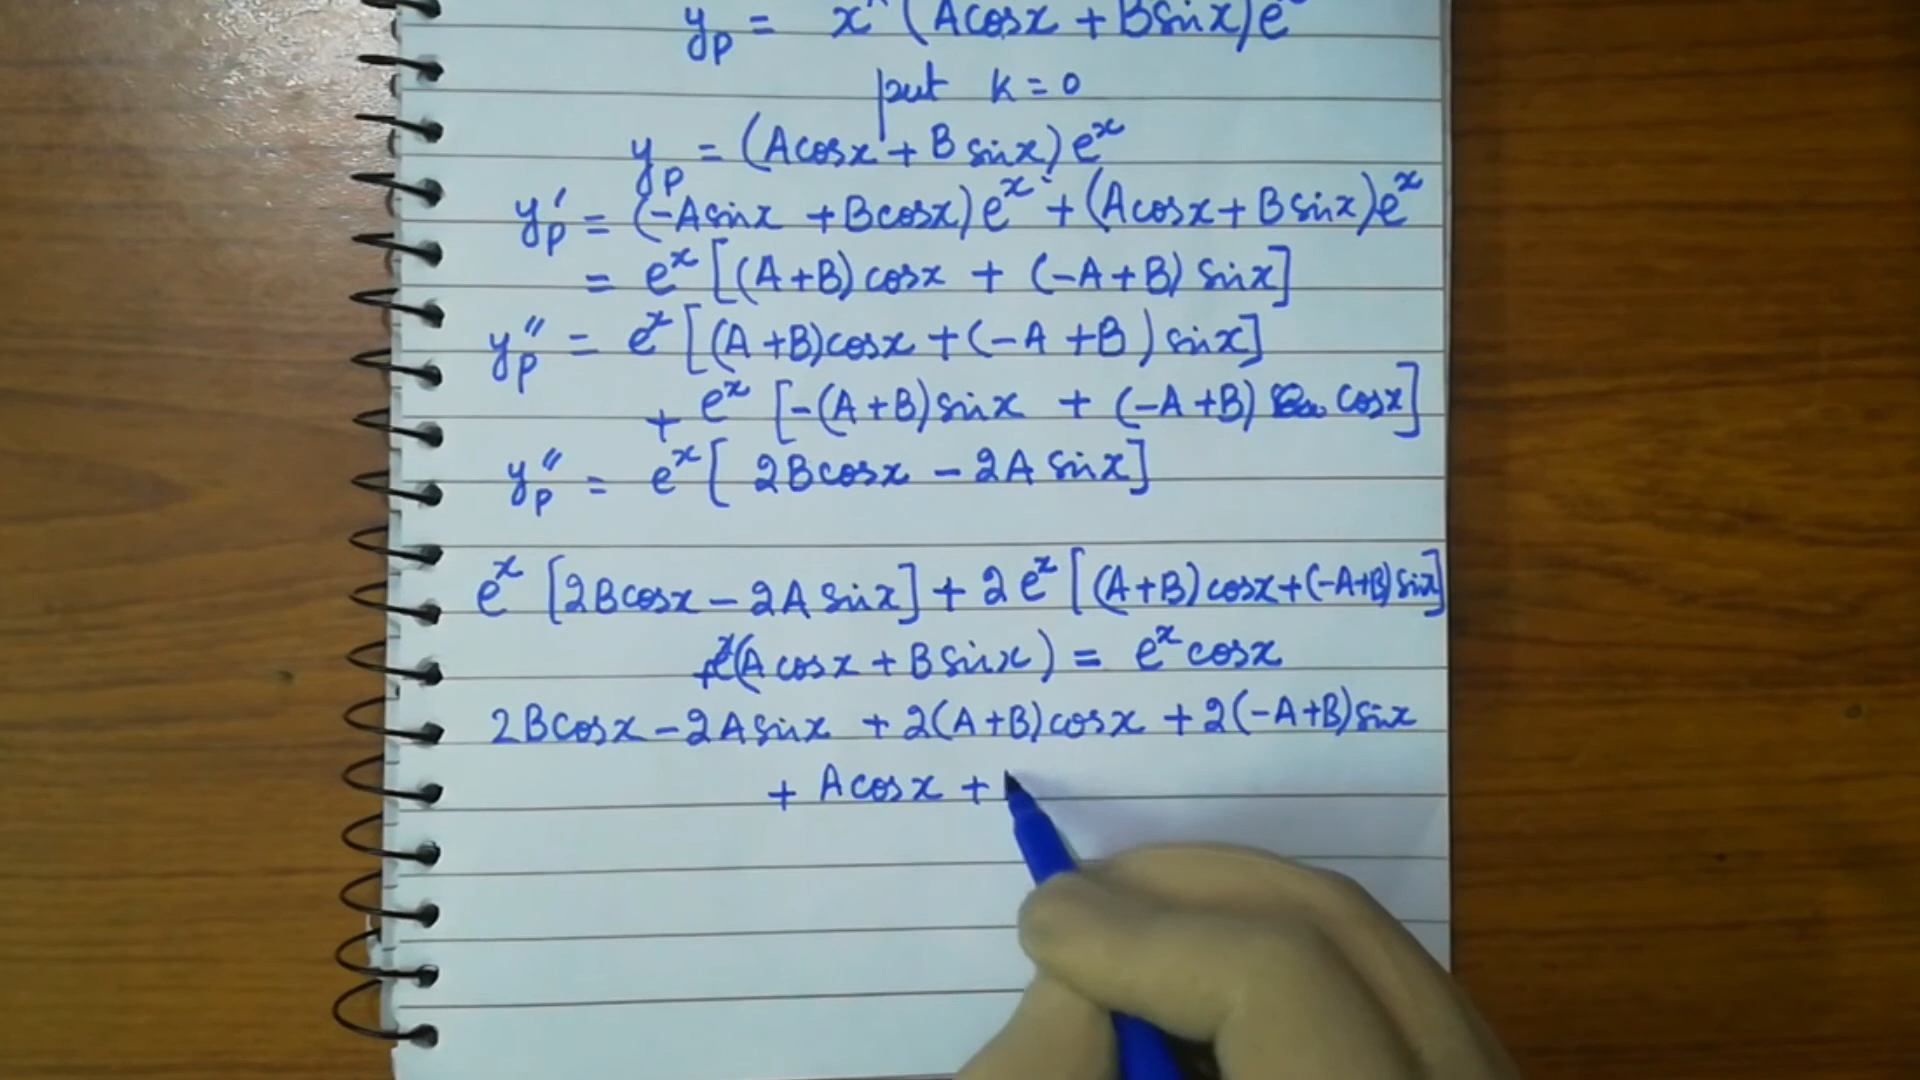 yp = x^k (Acosx + Bsinx)e^x
put k = 0
yp = (Acosx + B sinx) e^x
yp' = (-Asinx + Bcosx) e^x + (Acosx + B sinx)e^x
= e^x [(A+B) cosx + (-A+B) sinx]
yp'' = e^x [(A+B)cosx + (-A+B) sinx]
+ e^x [-(A+B) sinx + (-A+B) cosx]
yp'' = e^x [ 2Bcosx - 2A sinx]
e^x [2Bcosx - 2A sinx] + 2 e^x [(A+B) cosx + (-A+B) sinx]
+e^x(A cosx + B sinx) = e^x cosx
2Bcosx - 2Asinx + 2(A+B)cosx + 2(-A+B)sinx
+ A cosx +